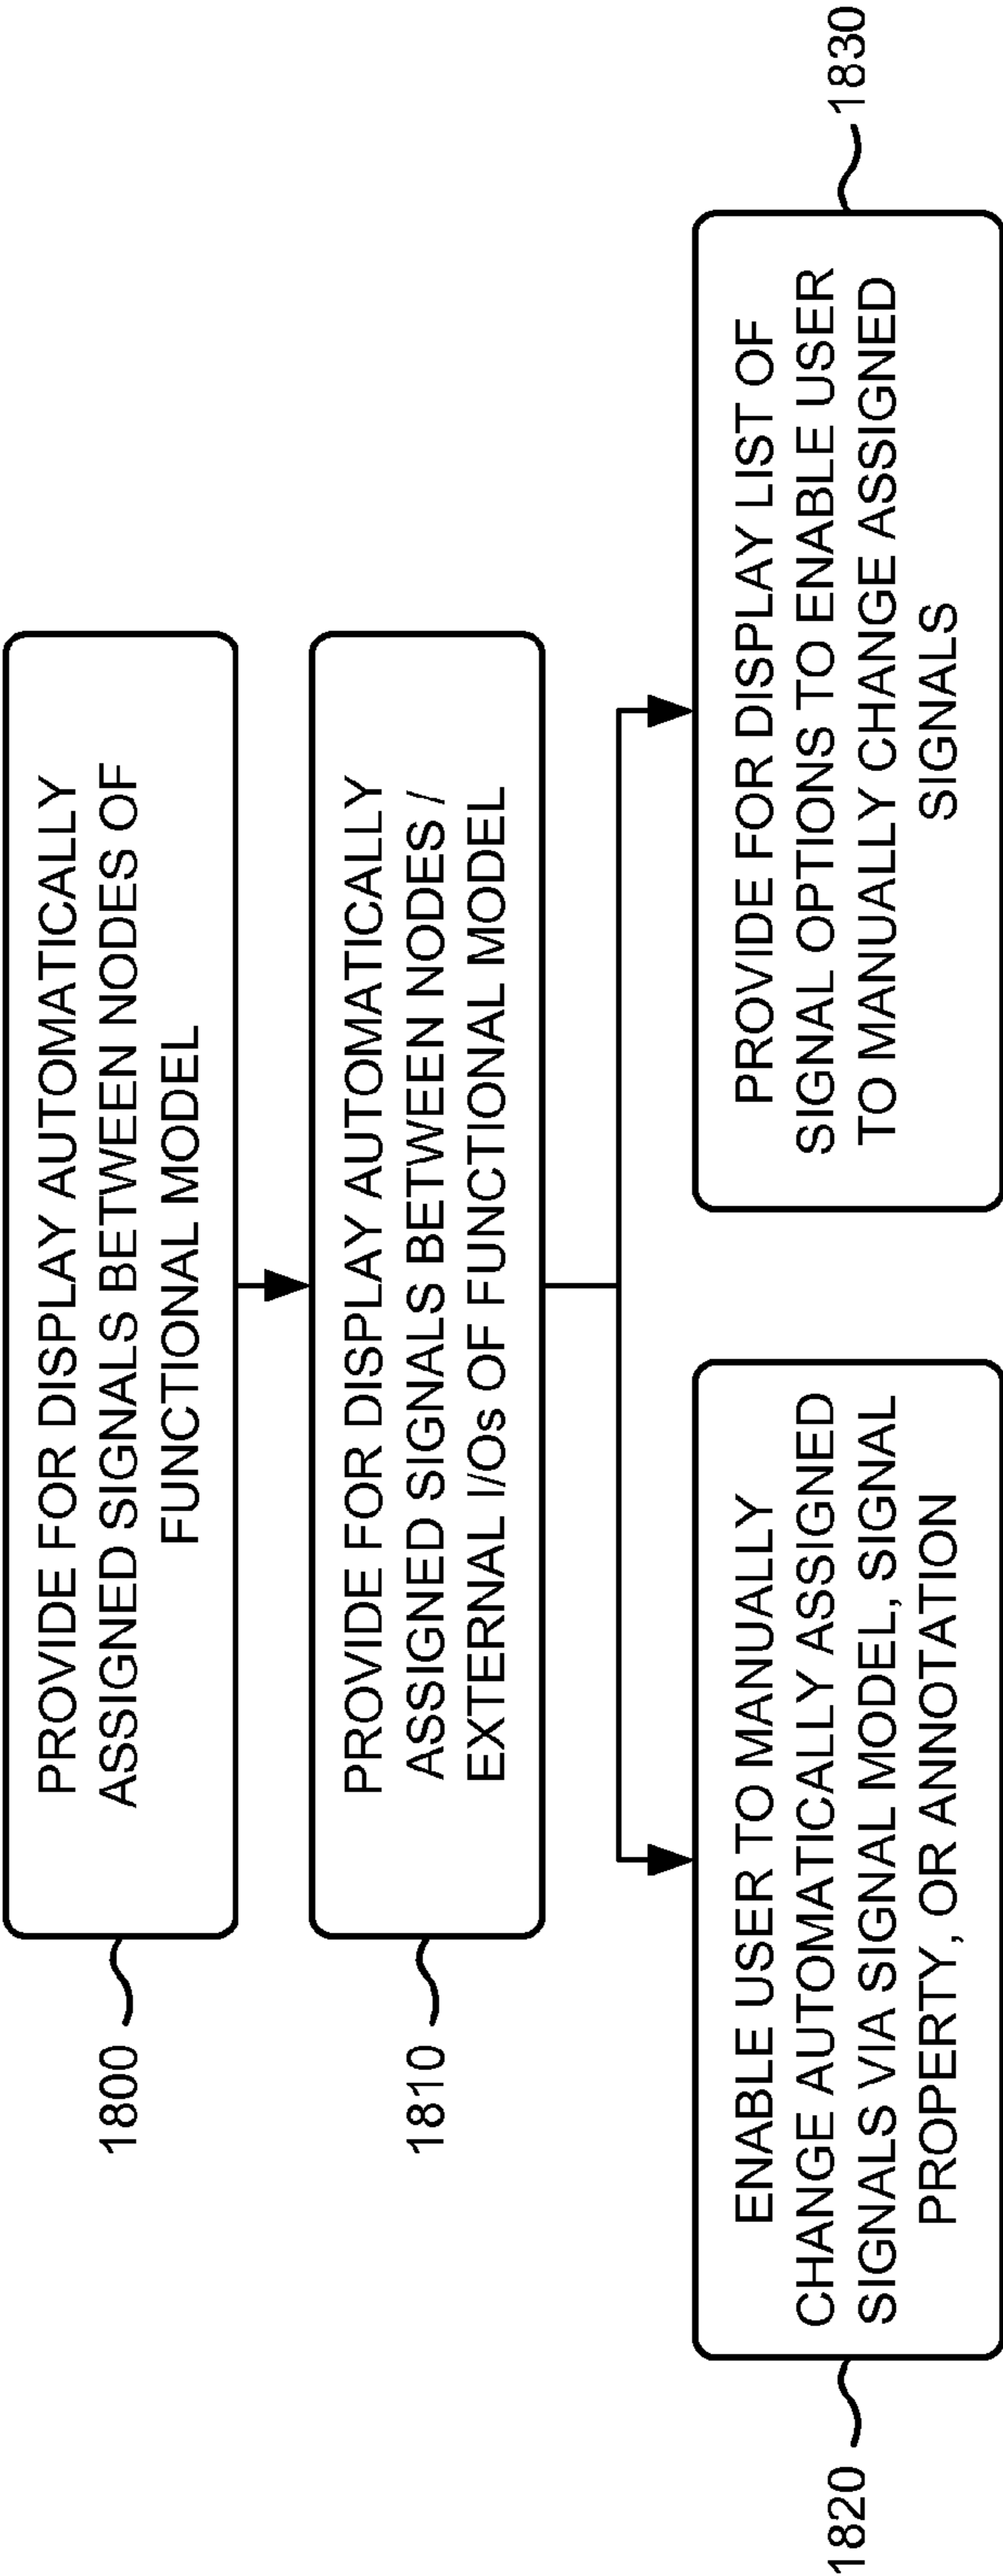 1800
PROVIDE FOR DISPLAY AUTOMATICALLY
ASSIGNED SIGNALS BETWEEN NODES OF
FUNCTIONAL MODEL
1810
PROVIDE FOR DISPLAY AUTOMATICALLY
ASSIGNED SIGNALS BETWEEN NODES /
EXTERNAL I/Os OF FUNCTIONAL MODEL
1820
ENABLE USER TO MANUALLY
CHANGE AUTOMATICALLY ASSIGNED
SIGNALS VIA SIGNAL MODEL, SIGNAL
PROPERTY, OR ANNOTATION
PROVIDE FOR DISPLAY LIST OF
SIGNAL OPTIONS TO ENABLE USER
TO MANUALLY CHANGE ASSIGNED
SIGNALS
1830